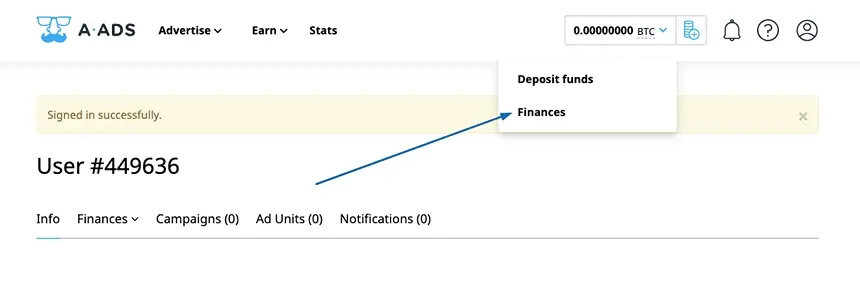 A-ADS Advertise Earn Stats 0.00000000 BTC
Deposit funds
Signed in successfully. ×
Finances
User #449636
Info Finances Campaigns (0) Ad Units (0) Notifications (0)